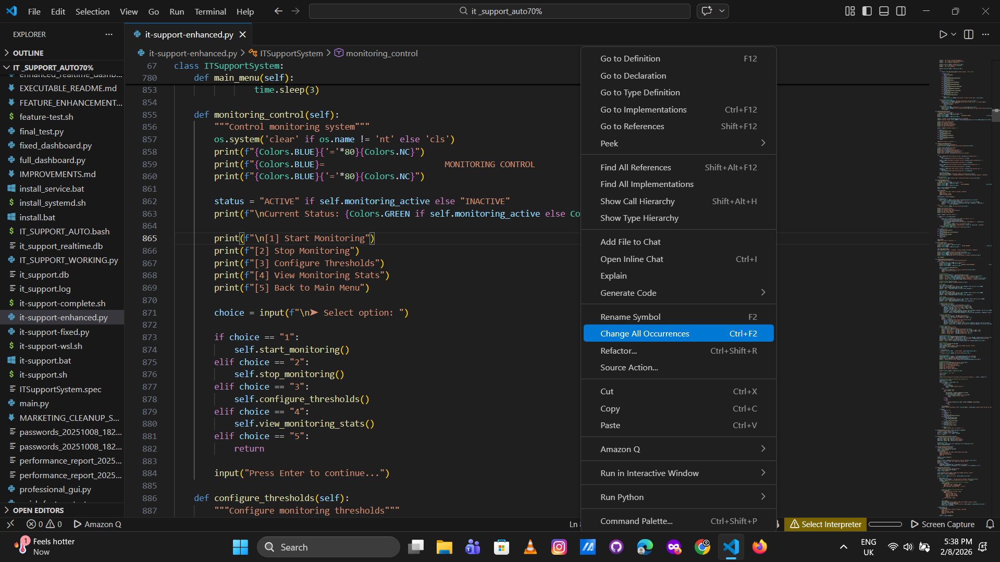 File Edit Selection View Go Run Terminal Help
it _support_auto70%
EXPLORER
OUTLINE
IT _SUPPORT_AUTO70%
enhanced_realtime_dashb...
EXECUTABLE_README.md
FEATURE_ENHANCEMENT...
feature-test.sh
final_test.py
fixed_dashboard.py
full_dashboard.py
IMPROVEMENTS.md
install_service.bat
install_systemd.sh
install.bat
IT_SUPPORT_AUTO.bash
it_support_realtime.db
IT_SUPPORT_WORKING.py
it_support.db
it_support.log
it-support-complete.sh
it-support-enhanced.py
it-support-fixed.py
it-support-wsl.sh
it-support.bat
it-support.sh
ITSupportSystem.spec
main.py
MARKETING_CLEANUP_S...
passwords_20251008_182...
passwords_20251008_182...
performance_report_2025...
performance_report_2025...
professional_gui.py
OPEN EDITORS
it-support-enhanced.py
it-support-enhanced.py > ITSupportSystem > monitoring_control
67 class ITSupportSystem:
780 def main_menu(self):
853 time.sleep(3)
854
855 def monitoring_control(self):
856 """Control monitoring system"""
857 os.system('clear' if os.name != 'nt' else 'cls')
858 print(f"{Colors.BLUE}{'='*80}{Colors.NC}")
859 print(f"{Colors.BLUE}= MONITORING CONTROL
860 print(f"{Colors.BLUE}{'='*80}{Colors.NC}")
861
862 status = "ACTIVE" if self.monitoring_active else "INACTIVE"
863 print(f"\nCurrent Status: {Colors.GREEN if self.monitoring_active else Co
864
865 print(f"\n[1] Start Monitoring")
866 print(f"[2] Stop Monitoring")
867 print(f"[3] Configure Thresholds")
868 print(f"[4] View Monitoring Stats")
869 print(f"[5] Back to Main Menu")
870
871 choice = input(f"\n➤ Select option: ")
872
873 if choice == "1":
874 self.start_monitoring()
875 elif choice == "2":
876 self.stop_monitoring()
877 elif choice == "3":
878 self.configure_thresholds()
879 elif choice == "4":
880 self.view_monitoring_stats()
881 elif choice == "5":
882 return
883
884 input("Press Enter to continue...")
885
886 def configure_thresholds(self):
887 """Configure monitoring thresholds"""
Go to Definition F12
Go to Declaration
Go to Type Definition
Go to Implementations Ctrl+F12
Go to References Shift+F12
Peek
Find All References Shift+Alt+F12
Find All Implementations
Show Call Hierarchy Shift+Alt+H
Show Type Hierarchy
Add File to Chat
Open Inline Chat Ctrl+I
Explain
Generate Code
Rename Symbol F2
Change All Occurrences Ctrl+F2
Refactor... Ctrl+Shift+R
Source Action...
Cut Ctrl+X
Copy Ctrl+C
Paste Ctrl+V
Amazon Q
Run in Interactive Window
Run Python
Command Palette... Ctrl+Shift+P
0 0 Amazon Q
Ln
Select Interpreter
Screen Capture
1
Feels hotter
Now
Search
ENG
UK
5:38 PM
2/8/2026